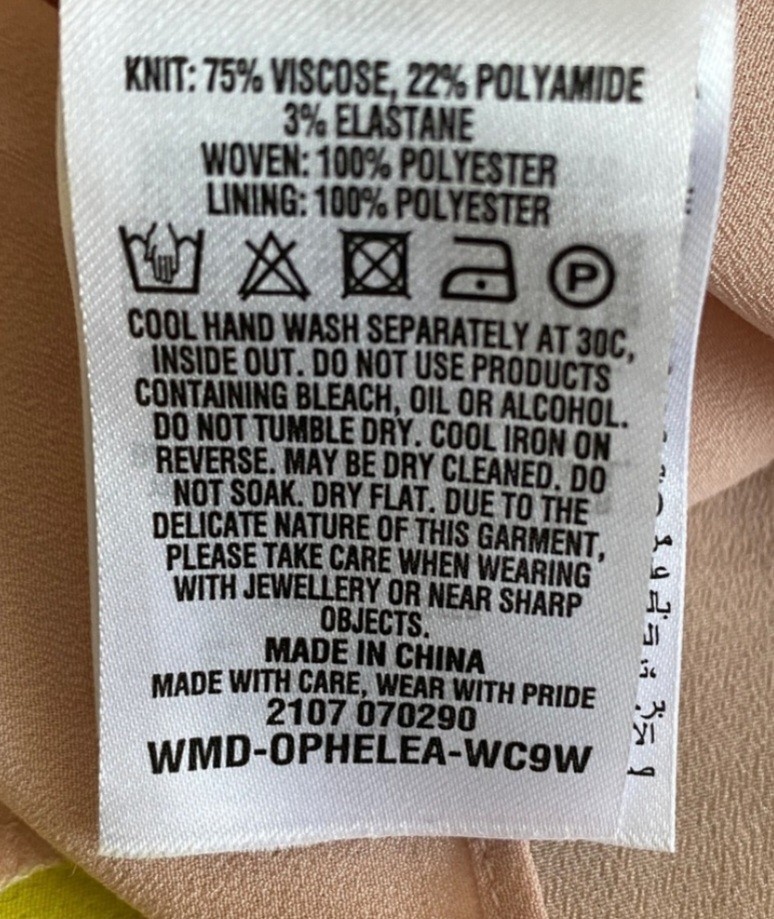 KNIT: 75% VISCOSE, 22% POLYAMIDE
3% ELASTANE
WOVEN: 100% POLYESTER
LINING: 100% POLYESTER
P
COOL HAND WASH SEPARATELY AT 30C,
INSIDE OUT. DO NOT USE PRODUCTS
CONTAINING BLEACH, OIL OR ALCOHOL.
DO NOT TUMBLE DRY. COOL IRON ON
REVERSE. MAY BE DRY CLEANED. DO
NOT SOAK. DRY FLAT. DUE TO THE
DELICATE NATURE OF THIS GARMENT,
PLEASE TAKE CARE WHEN WEARING
WITH JEWELLERY OR NEAR SHARP
OBJECTS.
MADE IN CHINA
MADE WITH CARE, WEAR WITH PRIDE
2107 070290
WMD-OPHELEA-WC9W